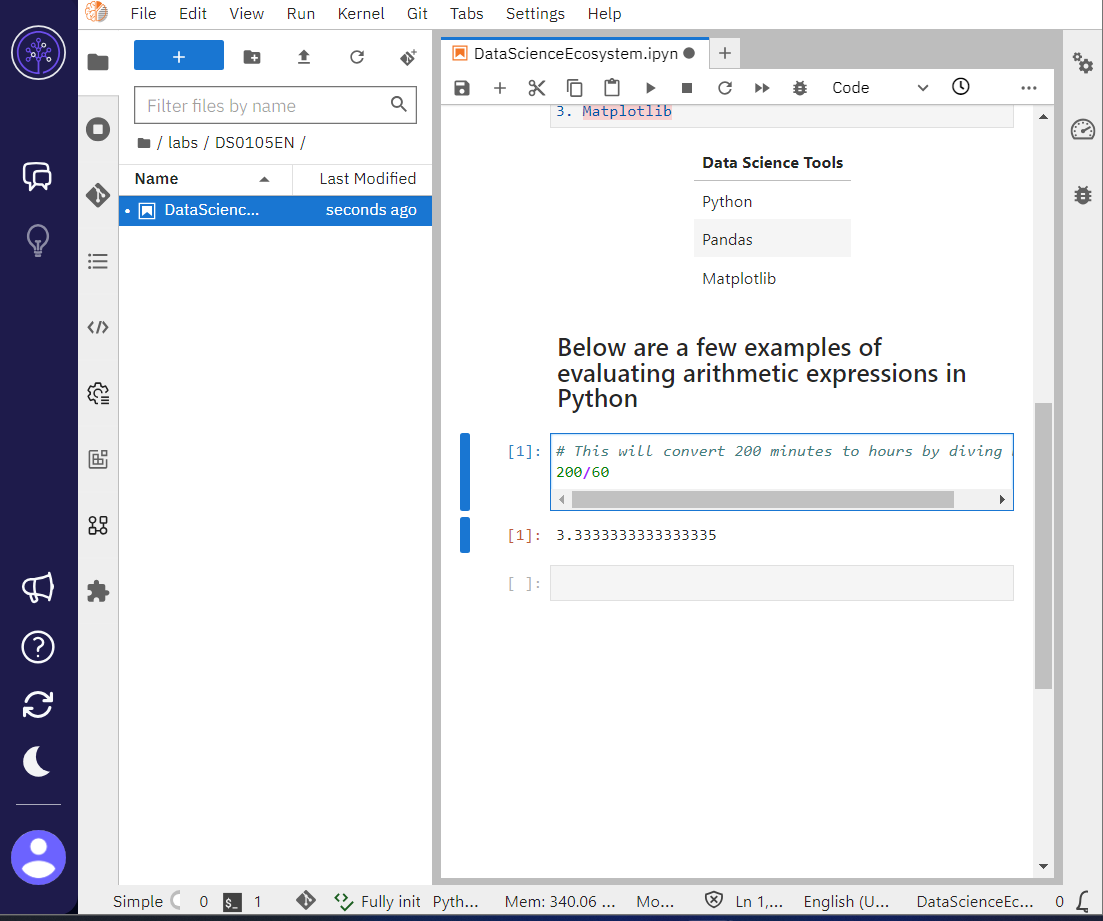 File Edit View Run Kernel Git Tabs Settings Help
+
DataScienceEcosystem.ipyn
+
Filter files by name
Code
...
/ labs / DS0105EN /
Name Last Modified
DataScienc... seconds ago
3. Matplotlib
Data Science Tools
Python
Pandas
Matplotlib
Below are a few examples of
evaluating arithmetic expressions in
Python
[1]: # This will convert 200 minutes to hours by diving
200/60
[1]: 3.3333333333333335
[ ]:
Simple 0 $_ 1 Fully init Pyth... Mem: 340.06 ... Mo... Ln 1,... English (U... DataScienceEc... 0